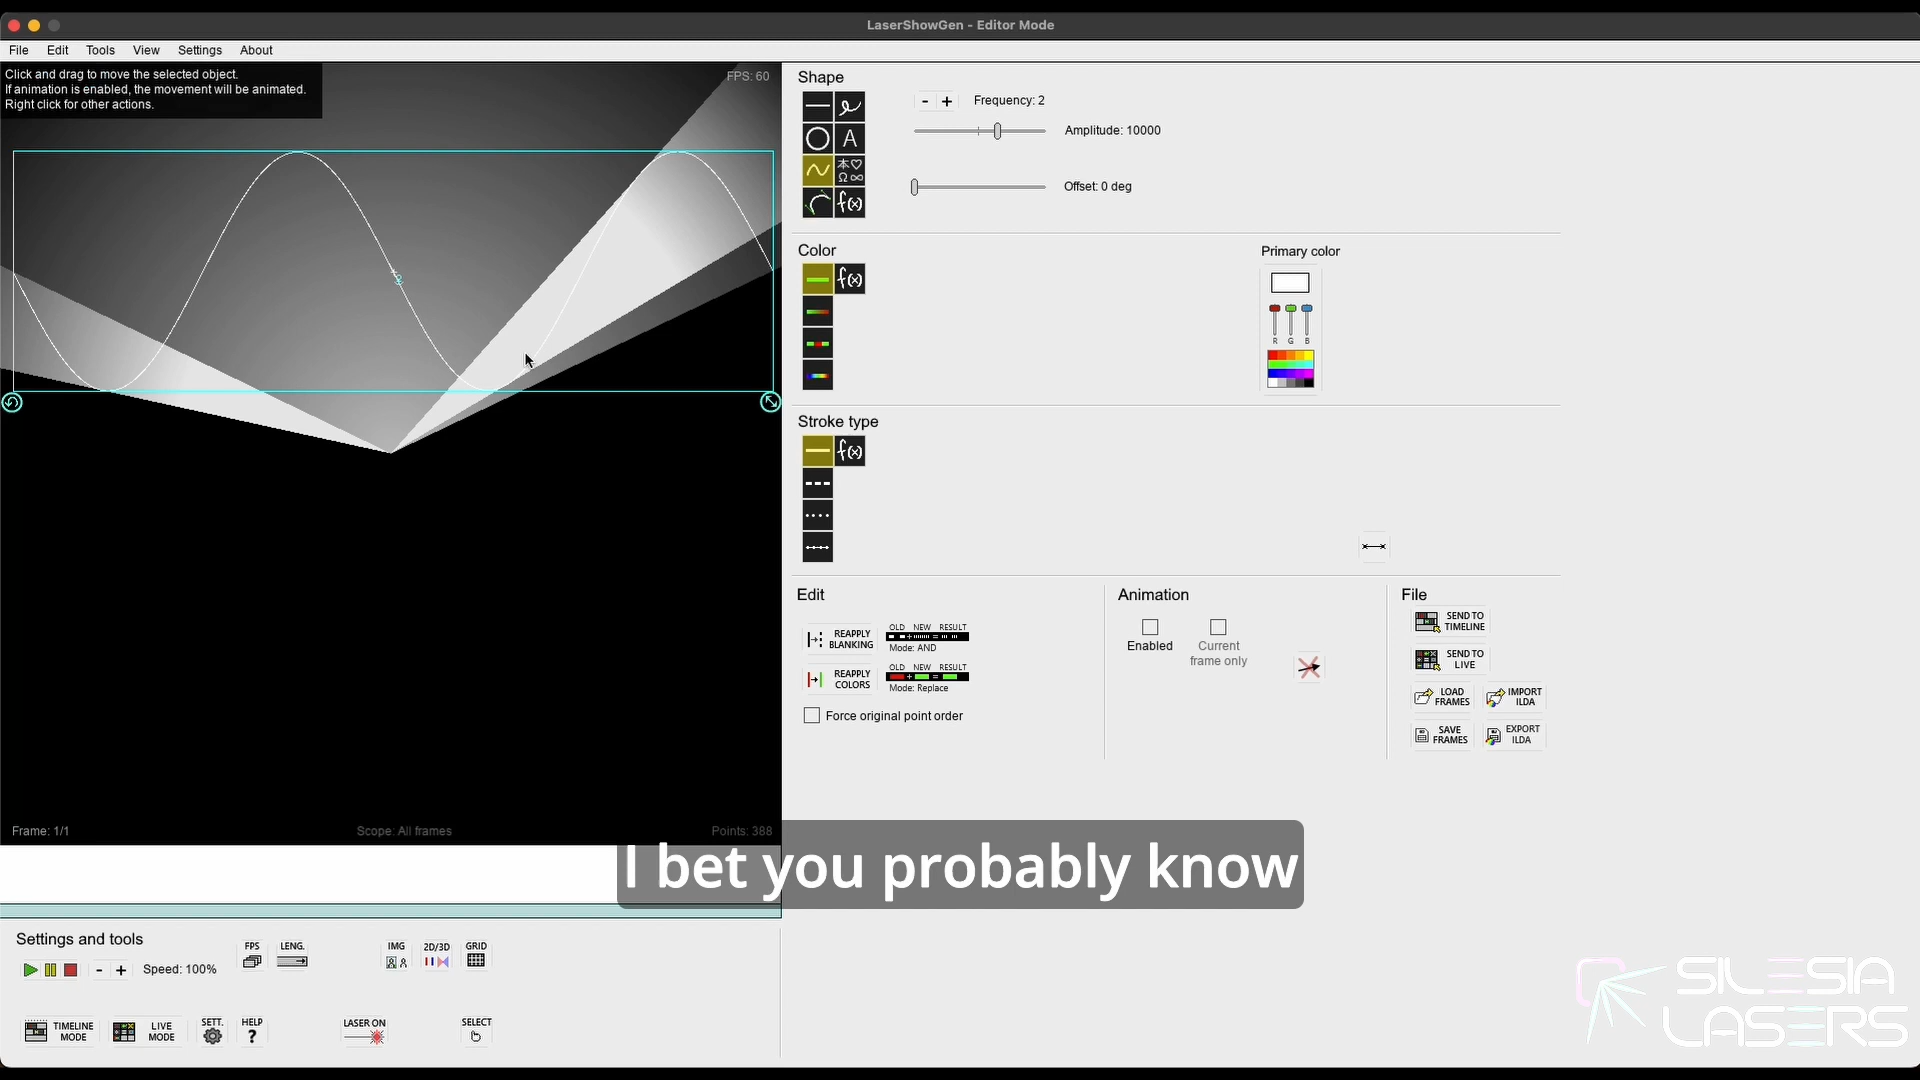 LaserShowGen - Editor Mode
File Edit Tools View Settings About
Click and drag to move the selected object.
If animation is enabled, the movement will be animated.
Right click for other actions.
FPS: 60
Shape
Frequency: 2
Amplitude: 10000
Offset: 0 deg
A
本♡
Ω∞
f(x)
Color
f(x)
Primary color
R G B
Stroke type
f(x)
Edit
REAPPLY
BLANKING
OLD NEW RESULT
Mode: AND
REAPPLY
COLORS
OLD NEW RESULT
Mode: Replace
Force original point order
Animation
Enabled
Current
frame only
File
SEND TO
TIMELINE
SEND TO
LIVE
LOAD
FRAMES
IMPORT
ILDA
SAVE
FRAMES
EXPORT
ILDA
Frame: 1/1
Scope: All frames
Points: 388
I bet you probably know
Settings and tools
- + Speed: 100%
FPS
LENG.
IMG
2D/3D
GRID
TIMELINE
MODE
LIVE
MODE
SETT.
HELP
?
LASER ON
SELECT
SILESIA
LASERS